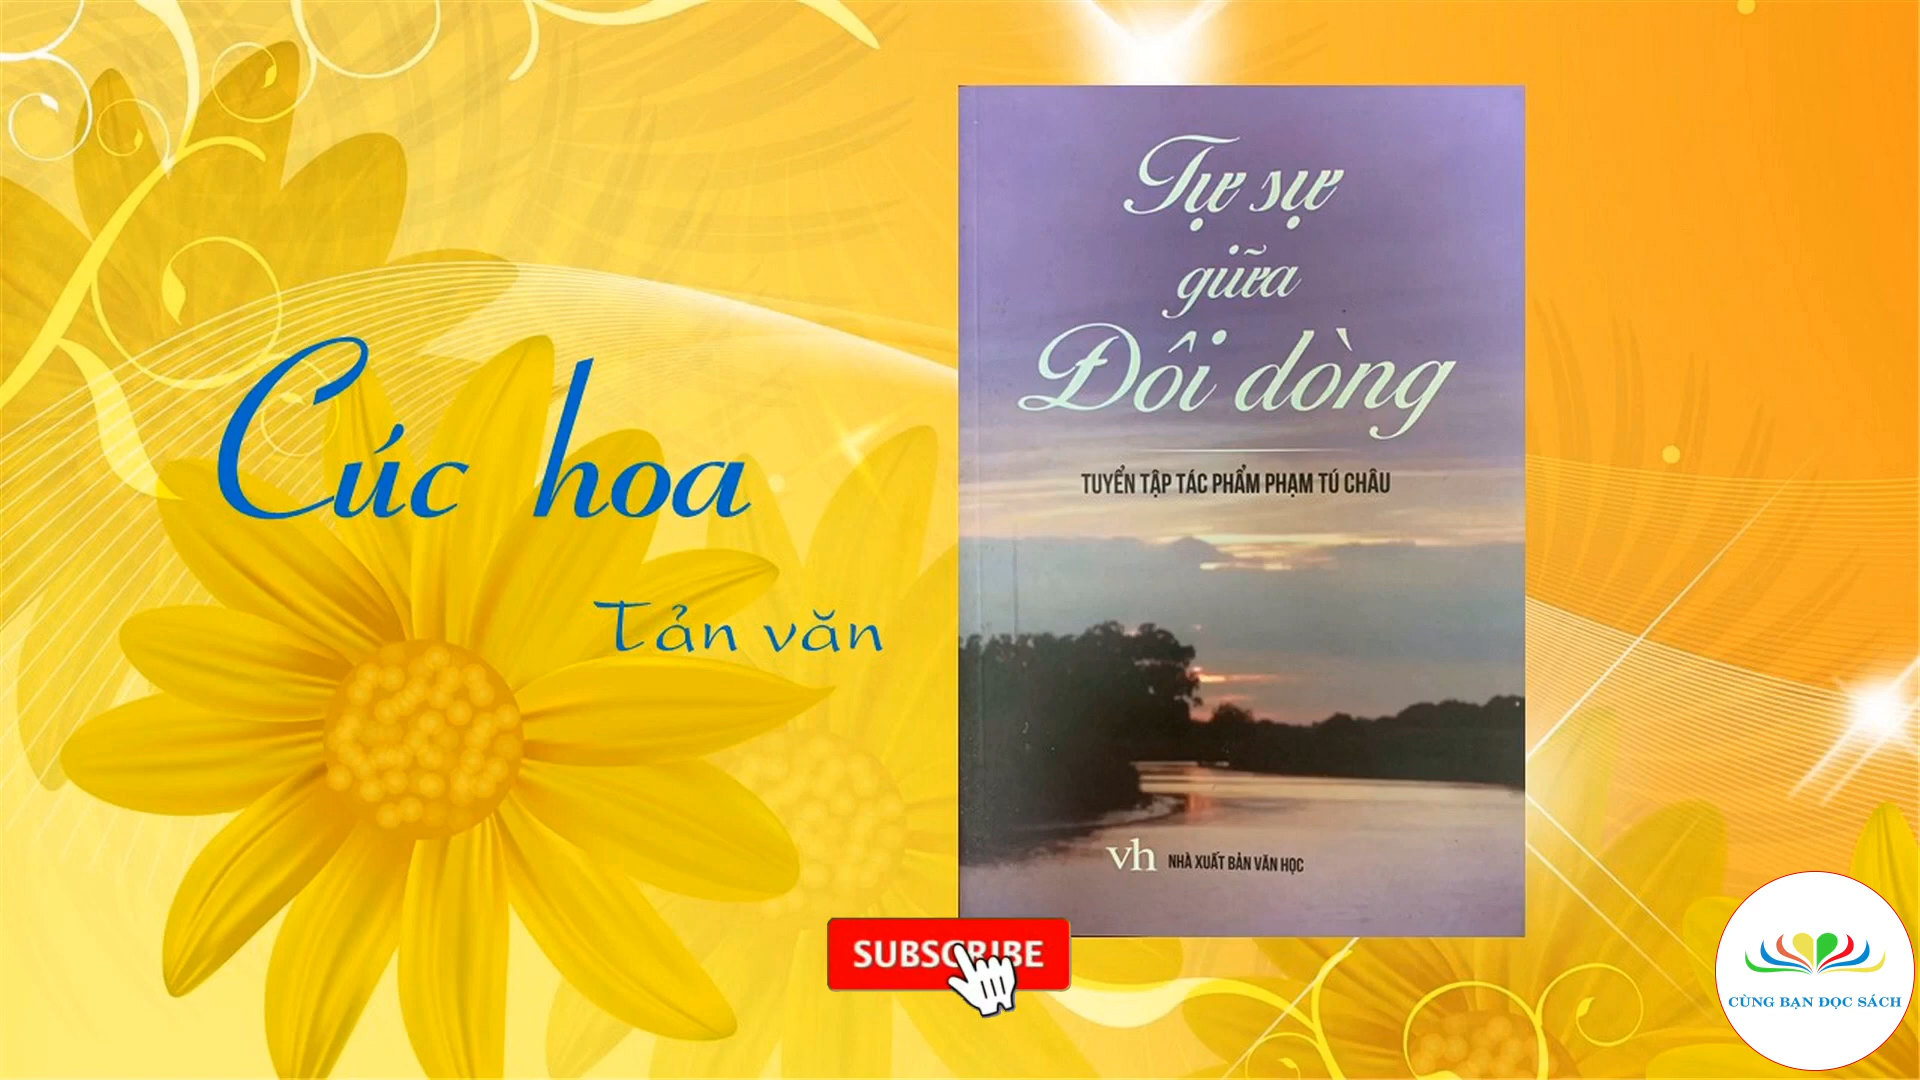 Cúc hoa
Tản văn
Tự sự
giữa
Đôi dòng
TUYỂN TẬP TÁC PHẨM PHẠM TÚ CHÂU
vh NHÀ XUẤT BẢN VĂN HỌC
SUBSCRIBE
CÙNG BẠN ĐỌC SÁCH